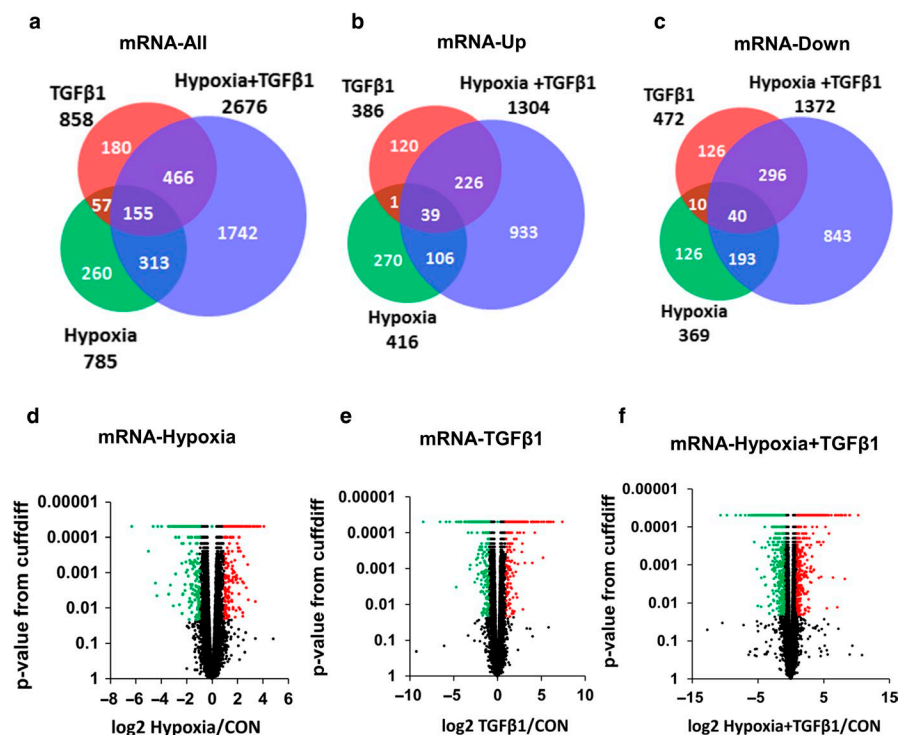 a
mRNA-All
TGFβ1
858
Hypoxia+TGFβ1
2676
180
466
57
155
1742
260
313
Hypoxia
785
b
mRNA-Up
TGFβ1
386
Hypoxia +TGFβ1
1304
120
226
1
39
933
270
106
Hypoxia
416
c
mRNA-Down
TGFβ1
472
Hypoxia +TGFβ1
1372
126
296
10
40
843
126
193
Hypoxia
369
d
mRNA-Hypoxia
p-value from cuffdiff
0.00001
0.0001
0.001
0.01
0.1
1
−8 −6 −4 −2 0 2 4 6
log2 Hypoxia/CON
e
mRNA-TGFβ1
p-value from cuffdiff
0.00001
0.0001
0.001
0.01
0.1
1
−10 −5 0 5 10
log2 TGFβ1/CON
f
mRNA-Hypoxia+TGFβ1
p-value from cuffdiff
0.00001
0.0001
0.001
0.01
0.1
1
−15 −5 5 15
log2 Hypoxia+TGFβ1/CON